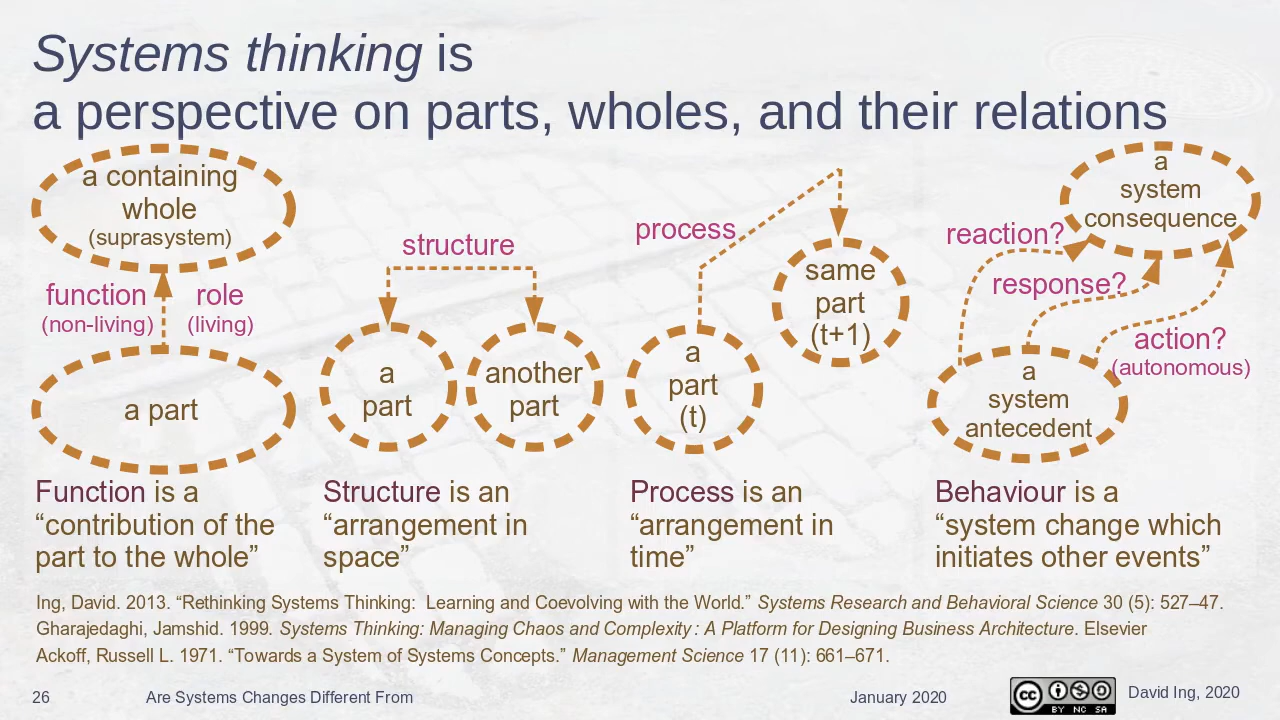 Systems thinking is
a perspective on parts, wholes, and their relations
a containing
whole
(suprasystem)
function
(non-living)
role
(living)
a part
Function is a
“contribution of the
part to the whole”
structure
a
part
another
part
Structure is an
“arrangement in
space”
process
a
part
(t)
same
part
(t+1)
Process is an
“arrangement in
time”
a
system
consequence
reaction?
response?
action?
(autonomous)
a
system
antecedent
Behaviour is a
“system change which
initiates other events”
Ing, David. 2013. “Rethinking Systems Thinking: Learning and Coevolving with the World.” Systems Research and Behavioral Science 30 (5): 527–47.
Gharajedaghi, Jamshid. 1999. Systems Thinking: Managing Chaos and Complexity : A Platform for Designing Business Architecture. Elsevier
Ackoff, Russell L. 1971. “Towards a System of Systems Concepts.” Management Science 17 (11): 661–671.
26 Are Systems Changes Different From January 2020 David Ing, 2020
cc
BY NC SA